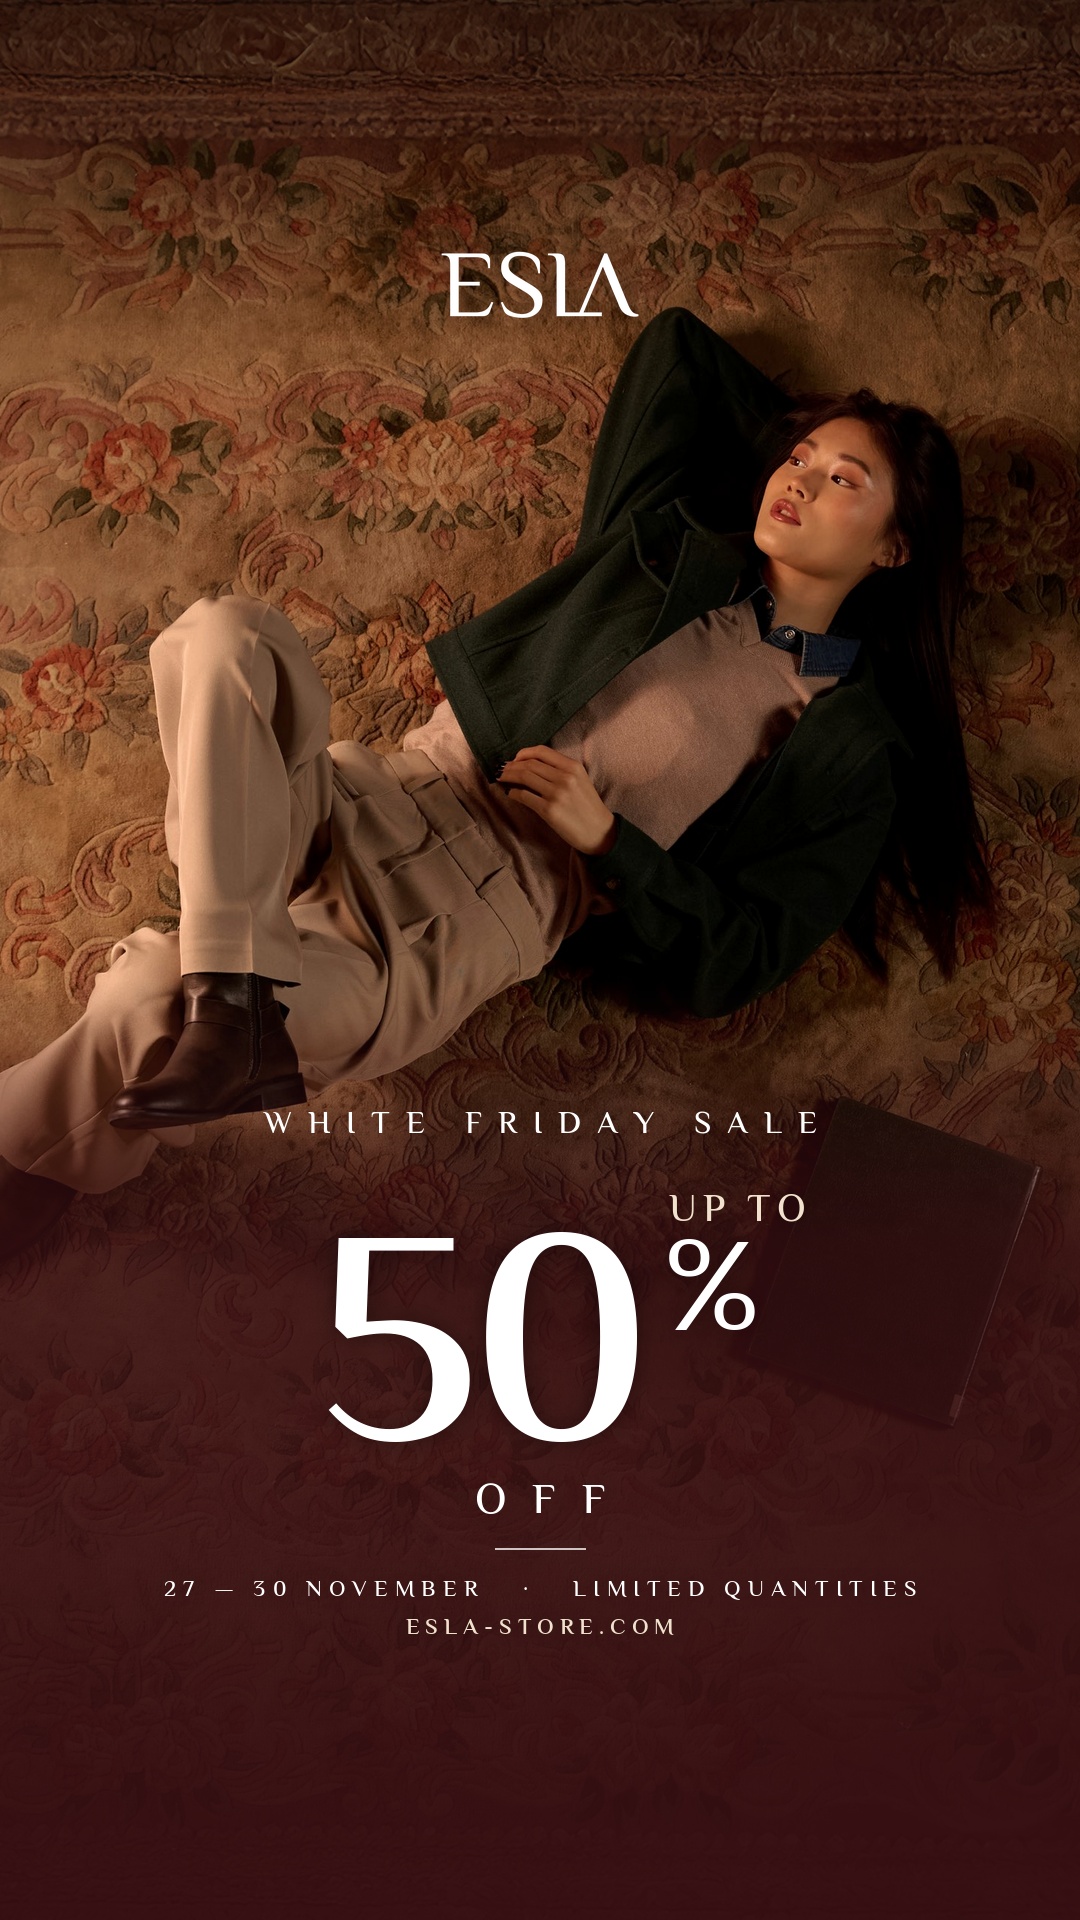 ESLA
WHITE FRIDAY SALE
UP TO
50%
OFF
27 — 30 NOVEMBER · LIMITED QUANTITIES
ESLA-STORE.COM